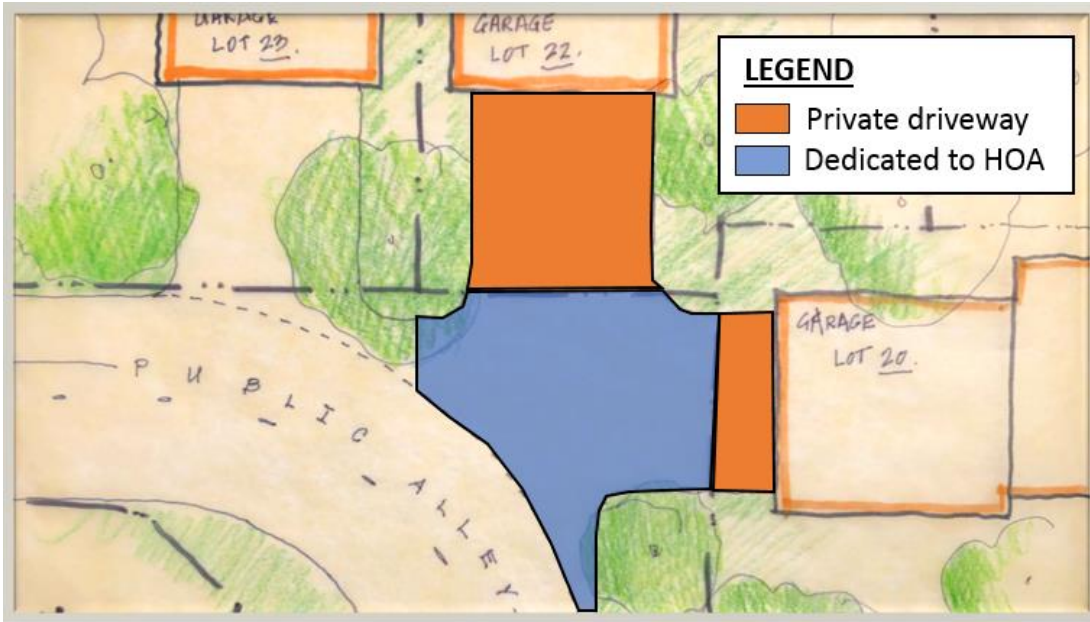 GARAGE
LOT 23.
GARAGE
LOT 22.
LEGEND
Private driveway
Dedicated to HOA
GARAGE
LOT 20.
PUBLIC ALLEY